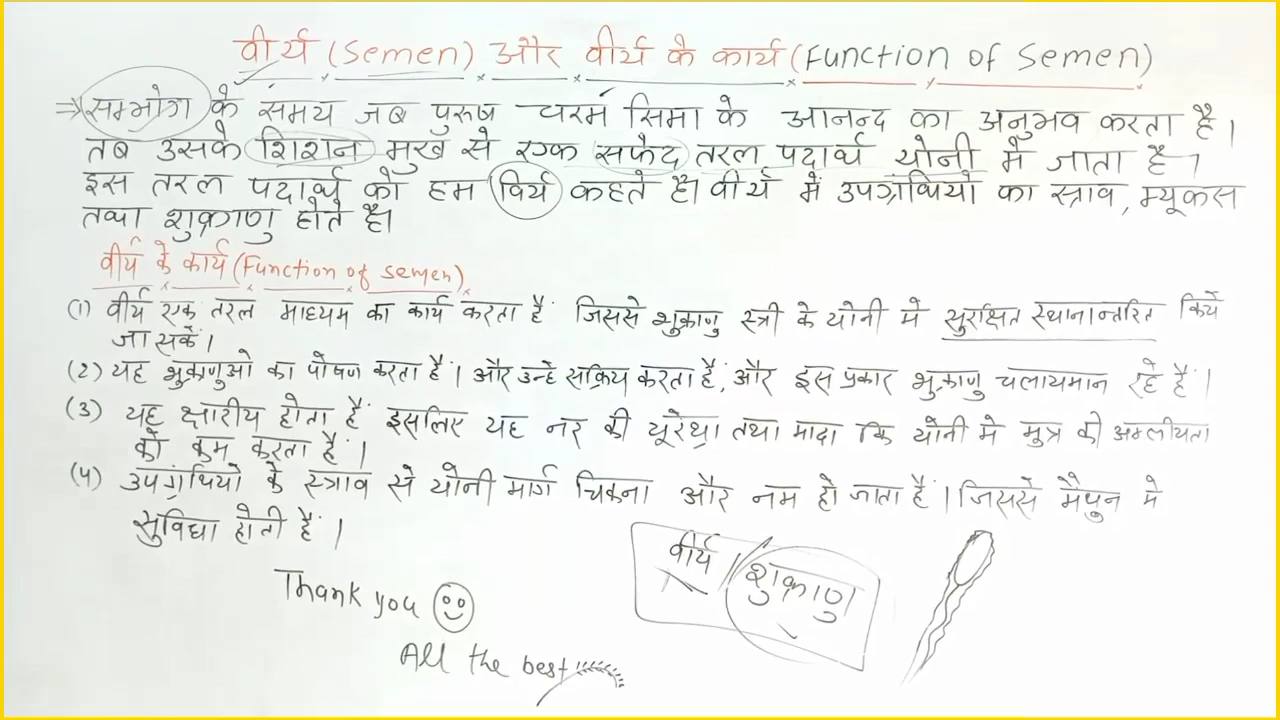 वीर्य (Semen) और वीर्य के कार्य (Function of Semen)
⇒ सम्भोग के समय जब पुरुष चरम सिमा के आनन्द का अनुभव करता है।
तब उसके शिशन मुख से एक सफेद तरल पदार्थ योनी मे जाता है।
इस तरल पदार्थ को हम विर्य कहते है। वीर्य में उपग्रंथियो का स्त्राव, म्यूकस
तथा शुक्राणु होते है।
वीर्य के कार्य (Function of semen)
(1) वीर्य एक तरल माध्यम का कार्य करता हैं जिससे शुक्राणु स्त्री के योनी मे सुरक्षित स्थानान्तरित किये
जा सकें।
(2) यह शुक्राणुओ का पोषण करता हैं। और उन्हे सक्रिय करता हैं, और इस प्रकार शुक्राणु चलायमान रहे हैं।
(3) यह क्षारीय होता हैं इसलिए यह नर की यूरेथ्रा तथा मादा कि योनी मे मुत्र की अम्लीयता
को कम करता हैं।
(4) उपग्रंथियो के स्त्राव से योनी मार्ग चिकना और नम हो जाता हैं। जिससे मैथुन मे
सुविधा होती हैं।
वीर्य / शुक्राणु
Thank you
All the best